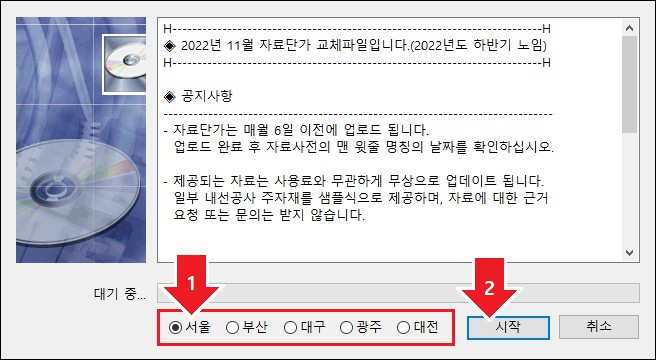 H--------------------------------------------------------------------H
◈ 2022년 11월 자료단가 교체파일입니다.(2022년도 하반기 노임)
H--------------------------------------------------------------------H
◈ 공지사항
------------------------------------------------------------------------
- 자료단가는 매월 6일 이전에 업로드 됩니다.
업로드 완료 후 자료사전의 맨 윗줄 명칭의 날짜를 확인하십시오.
- 제공되는 자료는 사용료와 무관하게 무상으로 업데이트 됩니다.
일부 내선공사 주자재를 샘플식으로 제공하며, 자료에 대한 근거
요청 또는 문의는 받지 않습니다.
1 2
대기 중...
서울 부산 대구 광주 대전 시작 취소